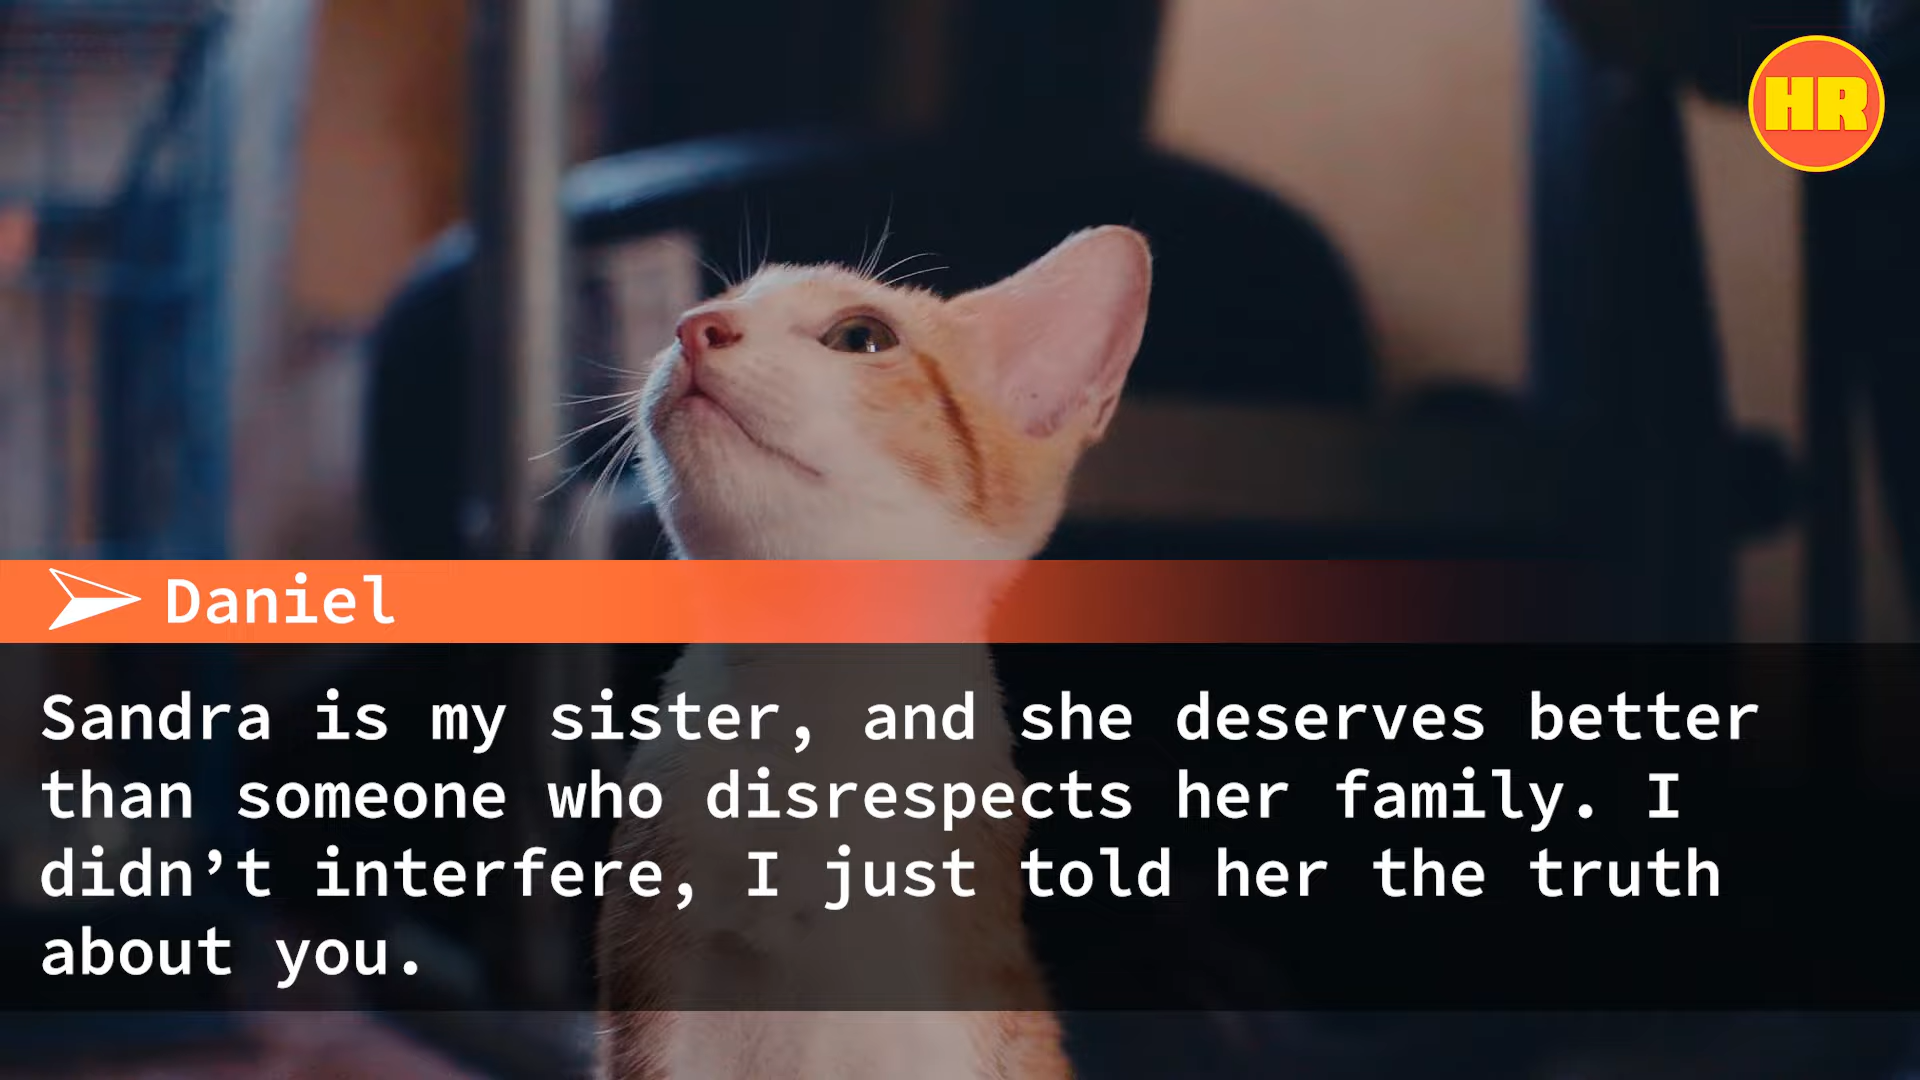 HR
Daniel
Sandra is my sister, and she deserves better
than someone who disrespects her family. I
didn’t interfere, I just told her the truth
about you.